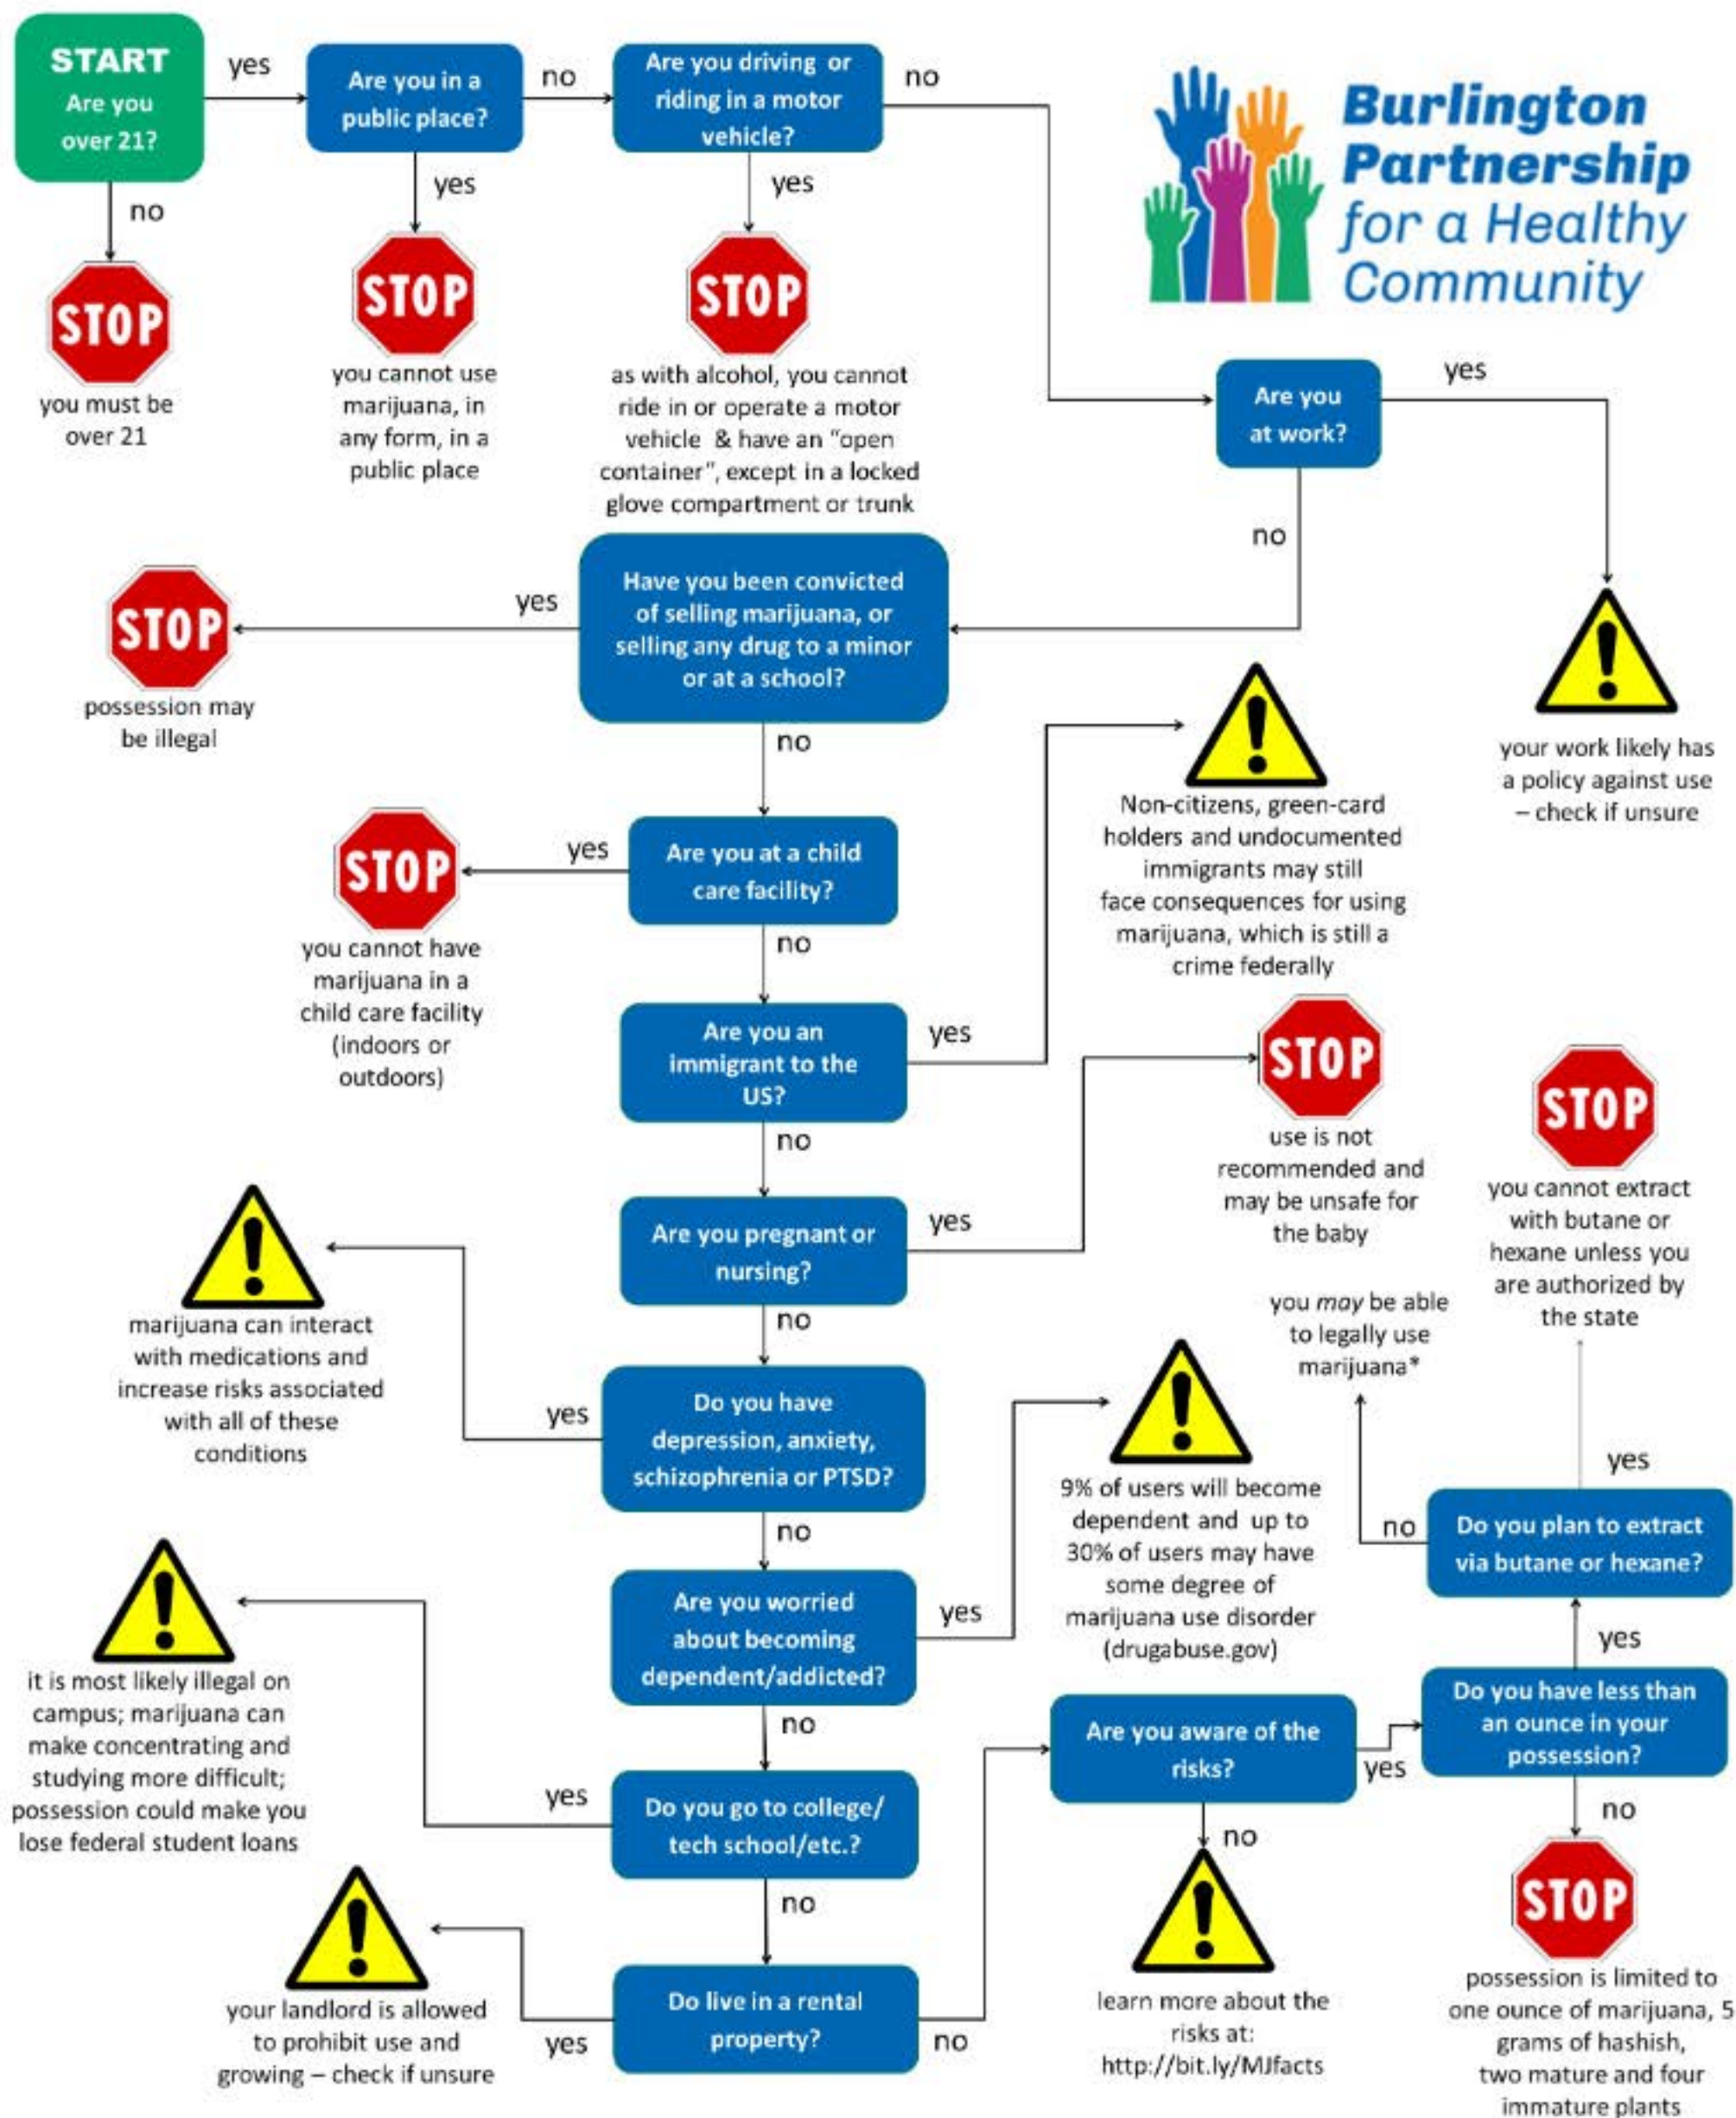 START
Are you
over 21?
yes
Are you in a
public place?
no
Are you driving or
riding in a motor
vehicle?
no
Burlington
Partnership
for a Healthy
Community
no
STOP
you must be
over 21
yes
STOP
you cannot use
marijuana, in
any form, in a
public place
yes
STOP
as with alcohol, you cannot
ride in or operate a motor
vehicle & have an "open
container", except in a locked
glove compartment or trunk
Are you
at work?
yes
your work likely has
a policy against use
– check if unsure
no
Have you been convicted
of selling marijuana, or
selling any drug to a minor
or at a school?
yes
STOP
possession may
be illegal
no
Are you at a child
care facility?
yes
STOP
you cannot have
marijuana in a
child care facility
(indoors or
outdoors)
no
Are you an
immigrant to the
US?
yes
Non-citizens, green-card
holders and undocumented
immigrants may still
face consequences for using
marijuana, which is still a
crime federally
no
Are you pregnant or
nursing?
yes
STOP
use is not
recommended and
may be unsafe for
the baby
no
Do you have
depression, anxiety,
schizophrenia or PTSD?
yes
marijuana can interact
with medications and
increase risks associated
with all of these
conditions
no
Are you worried
about becoming
dependent/addicted?
yes
9% of users will become
dependent and up to
30% of users may have
some degree of
marijuana use disorder
(drugabuse.gov)
no
Do you go to college/
tech school/etc.?
yes
it is most likely illegal on
campus; marijuana can
make concentrating and
studying more difficult;
possession could make you
lose federal student loans
no
Do live in a rental
property?
yes
your landlord is allowed
to prohibit use and
growing – check if unsure
no
Are you aware of the
risks?
no
learn more about the
risks at:
http://bit.ly/MJfacts
yes
Do you have less than
an ounce in your
possession?
no
STOP
possession is limited to
one ounce of marijuana, 5
grams of hashish,
two mature and four
immature plants
yes
Do you plan to extract
via butane or hexane?
yes
STOP
you cannot extract
with butane or
hexane unless you
are authorized by
the state
no
you may be able
to legally use
marijuana*